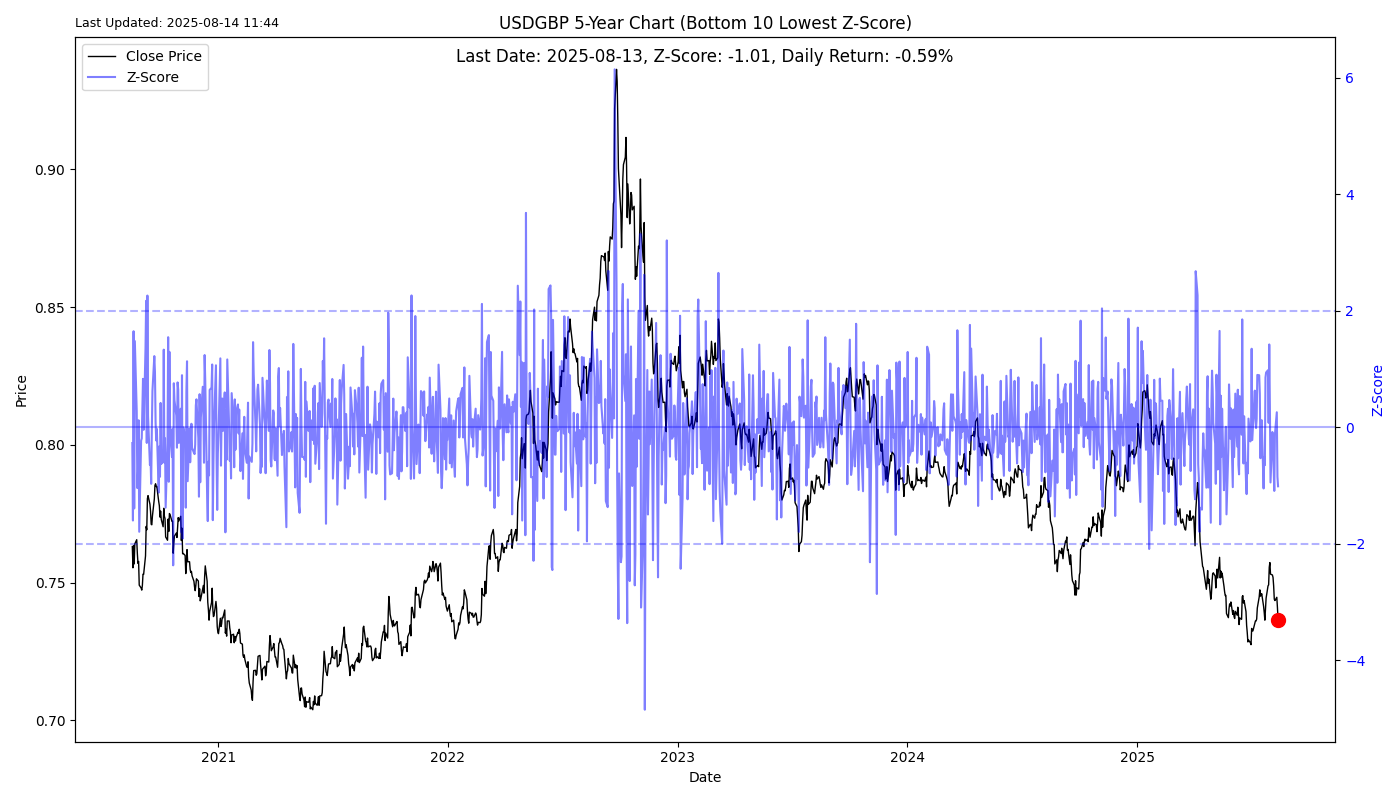 Last Updated: 2025-08-14 11:44
USDGBP 5-Year Chart (Bottom 10 Lowest Z-Score)
Last Date: 2025-08-13, Z-Score: -1.01, Daily Return: -0.59%
Close Price
Z-Score
Price
0.90
0.85
0.80
0.75
0.70
6
4
2
0
−2
−4
Z-Score
2021
2022
2023
2024
2025
Date